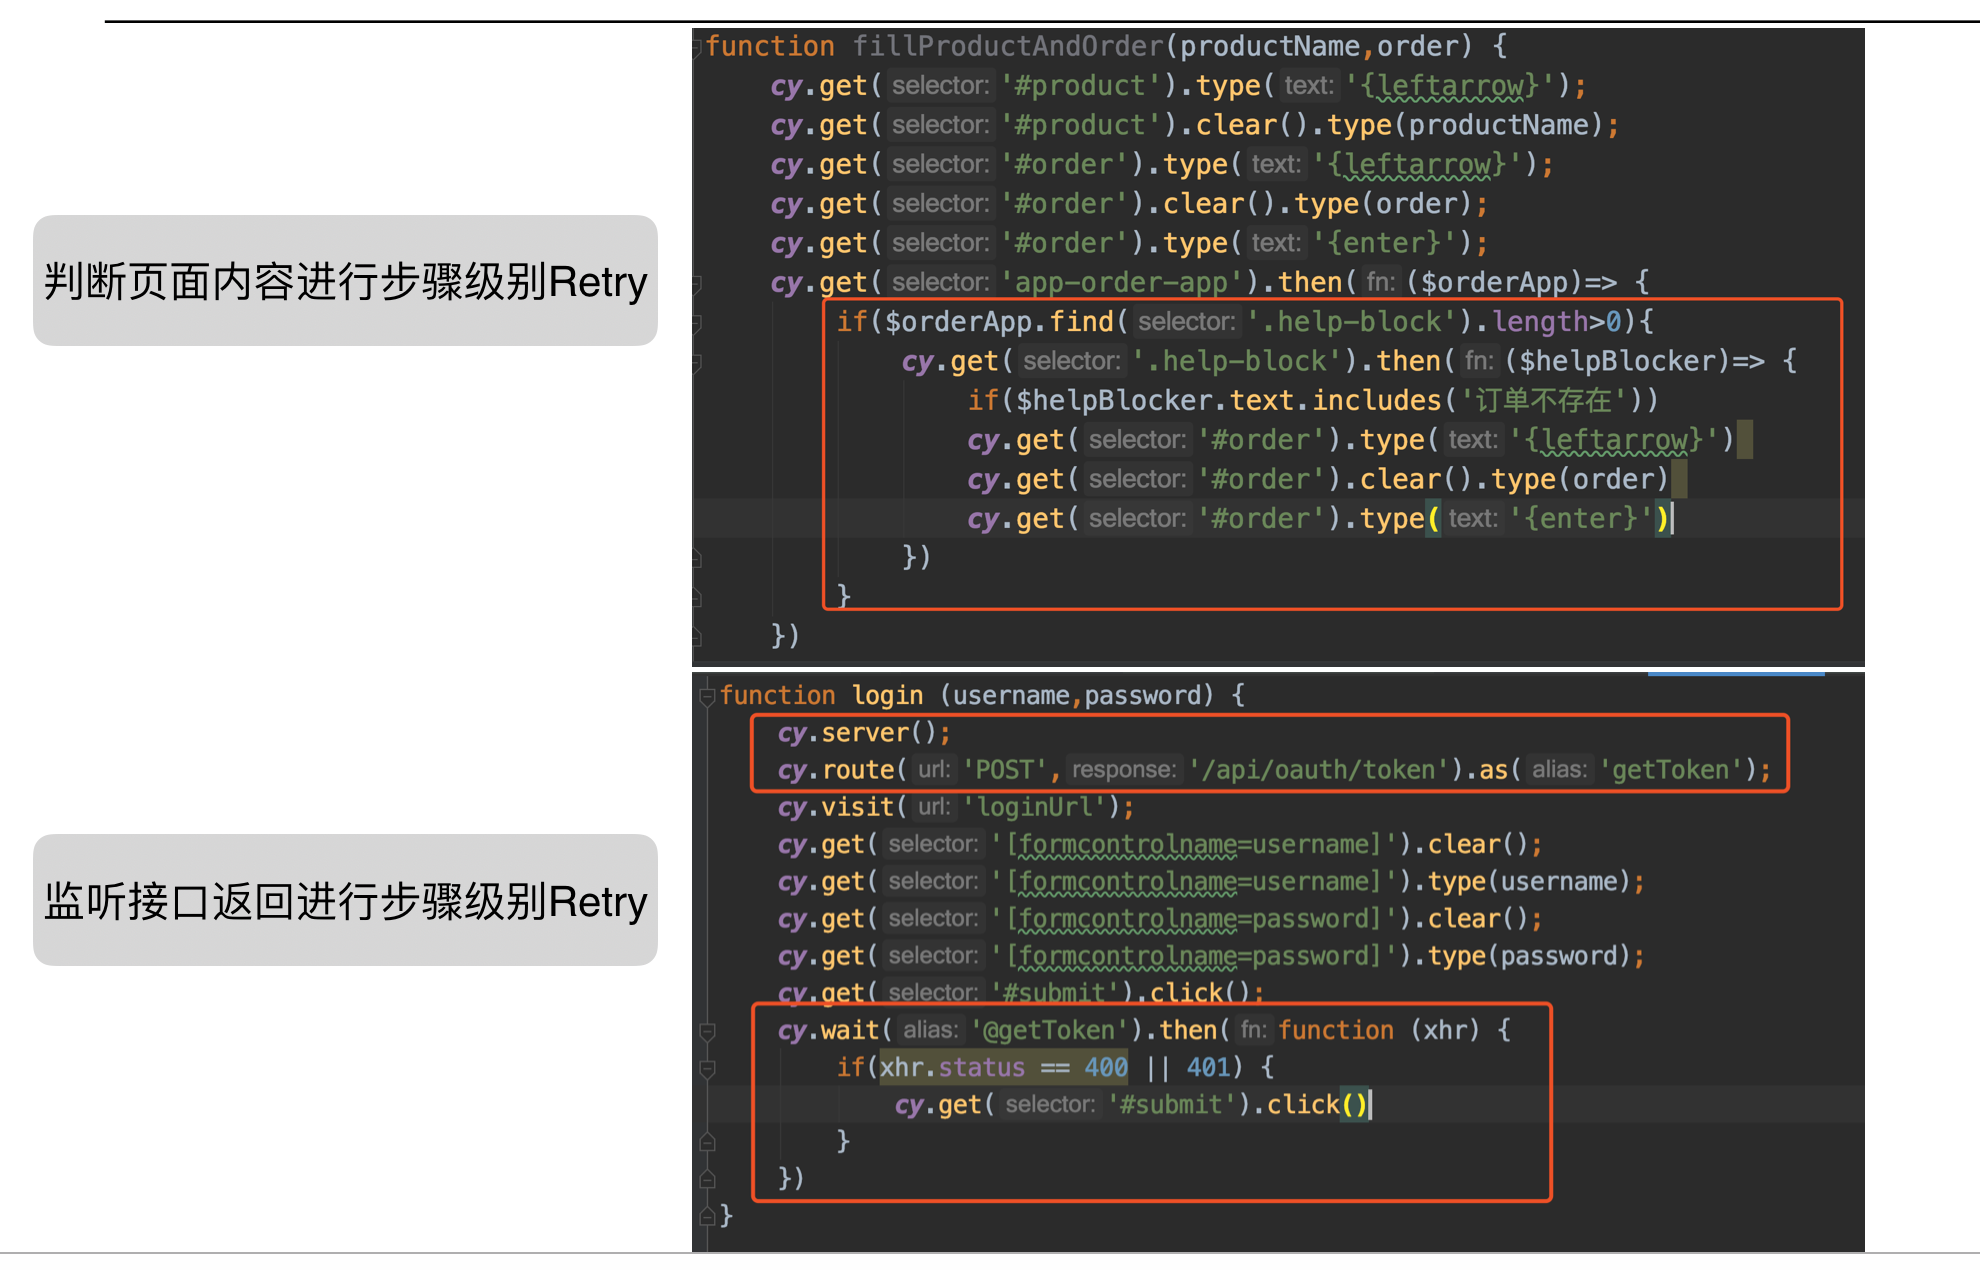 判断页面内容进行步骤级别Retry
function fillProductAndOrder(productName,order) {
cy.get( selector: '#product').type( text: '{leftarrow}');
cy.get( selector: '#product').clear().type(productName);
cy.get( selector: '#order').type( text: '{leftarrow}');
cy.get( selector: '#order').clear().type(order);
cy.get( selector: '#order').type( text: '{enter}');
cy.get( selector: 'app-order-app').then( fn: ($orderApp)=> {
if($orderApp.find( selector: '.help-block').length>0){
cy.get( selector: '.help-block').then( fn: ($helpBlocker)=> {
if($helpBlocker.text.includes('订单不存在'))
cy.get( selector: '#order').type( text: '{leftarrow}')
cy.get( selector: '#order').clear().type(order)
cy.get( selector: '#order').type( text: '{enter}')
})
}
})
监听接口返回进行步骤级别Retry
function login (username,password) {
cy.server();
cy.route( url: 'POST', response: '/api/oauth/token').as( alias: 'getToken');
cy.visit( url: 'loginUrl');
cy.get( selector: '[formcontrolname=username]').clear();
cy.get( selector: '[formcontrolname=username]').type(username);
cy.get( selector: '[formcontrolname=password]').clear();
cy.get( selector: '[formcontrolname=password]').type(password);
cy.get( selector: '#submit').click();
cy.wait( alias: '@getToken').then( fn: function (xhr) {
if(xhr.status == 400 || 401) {
cy.get( selector: '#submit').click()
}
})
}